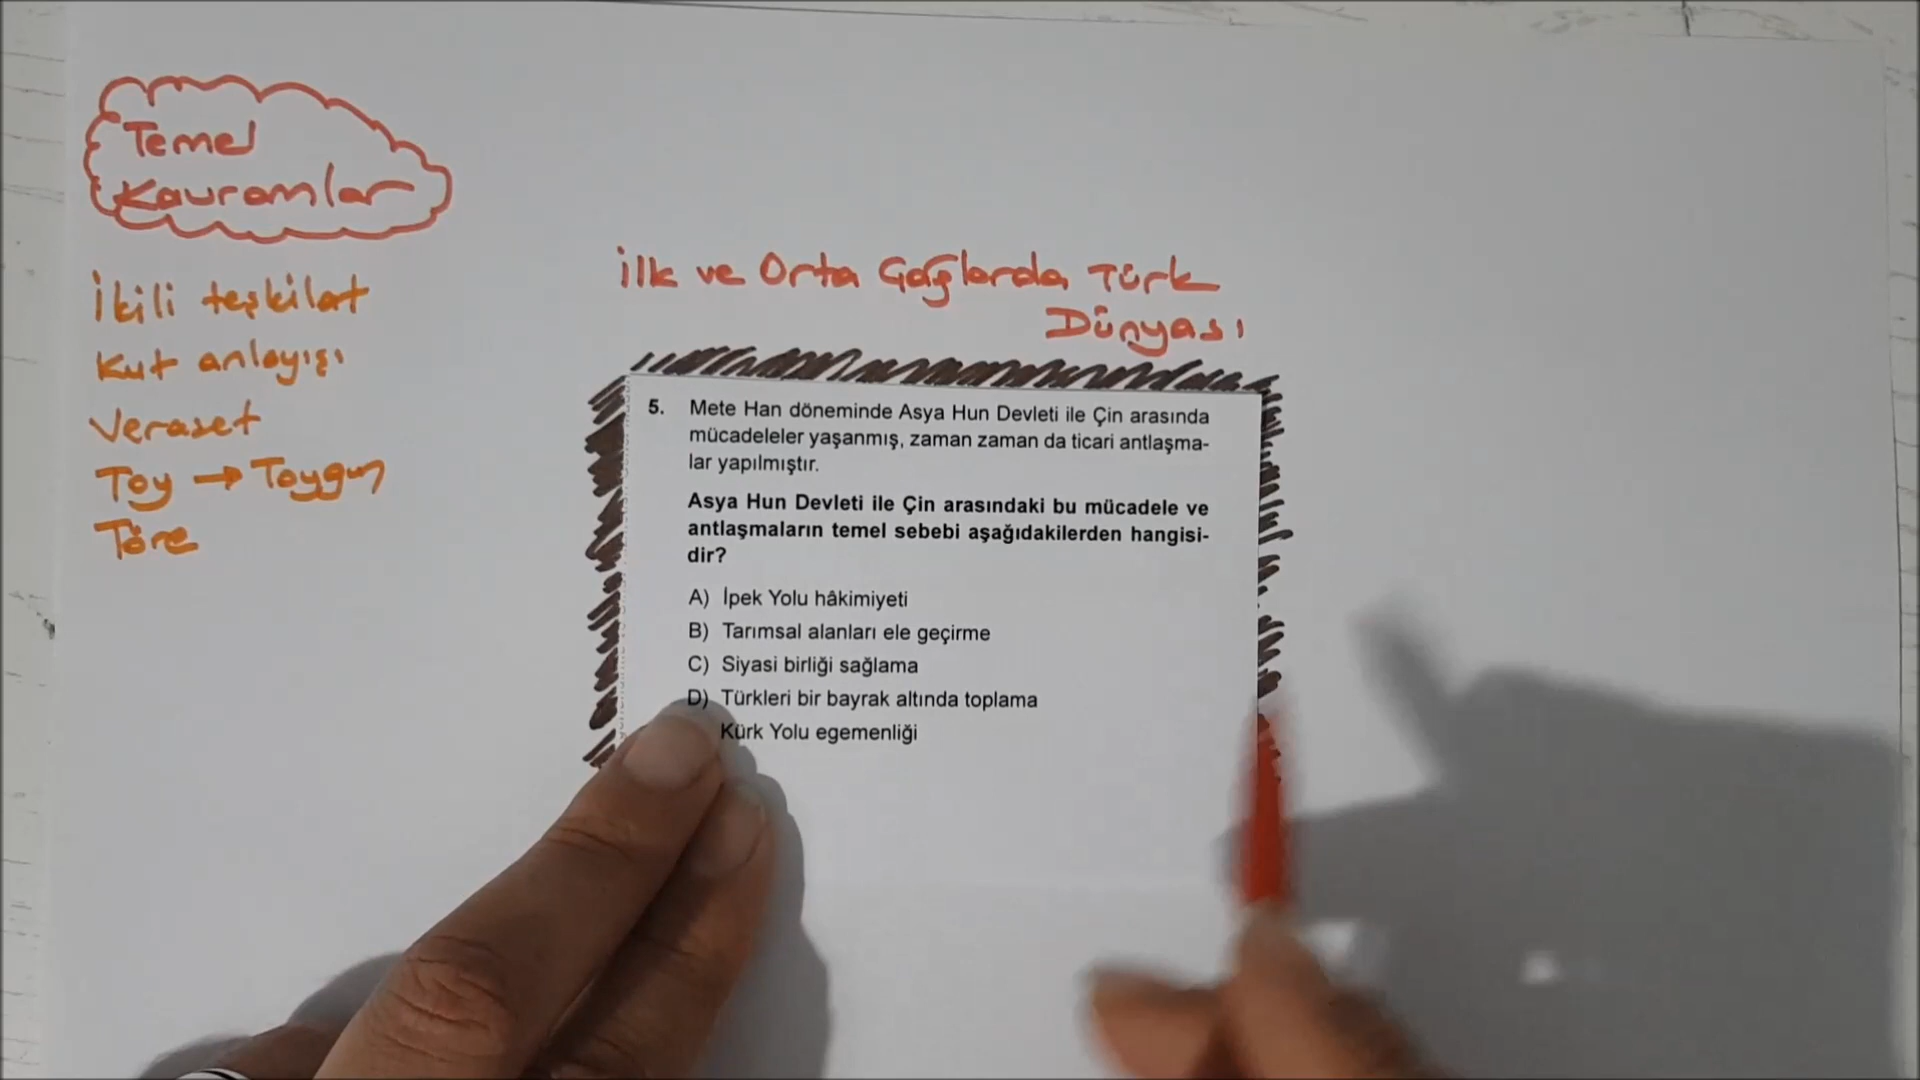 Temel
Kavramlar
İkili teşkilat
Kut anlayışı
Veraset
Toy → Toygun
Töre
İlk ve Orta Çağlarda Türk
Dünyası
5. Mete Han döneminde Asya Hun Devleti ile Çin arasında
mücadeleler yaşanmış, zaman zaman da ticari antlaşma-
lar yapılmıştır.
Asya Hun Devleti ile Çin arasındaki bu mücadele ve
antlaşmaların temel sebebi aşağıdakilerden hangisi-
dir?
A) İpek Yolu hâkimiyeti
B) Tarımsal alanları ele geçirme
C) Siyasi birliği sağlama
D) Türkleri bir bayrak altında toplama
Kürk Yolu egemenliği